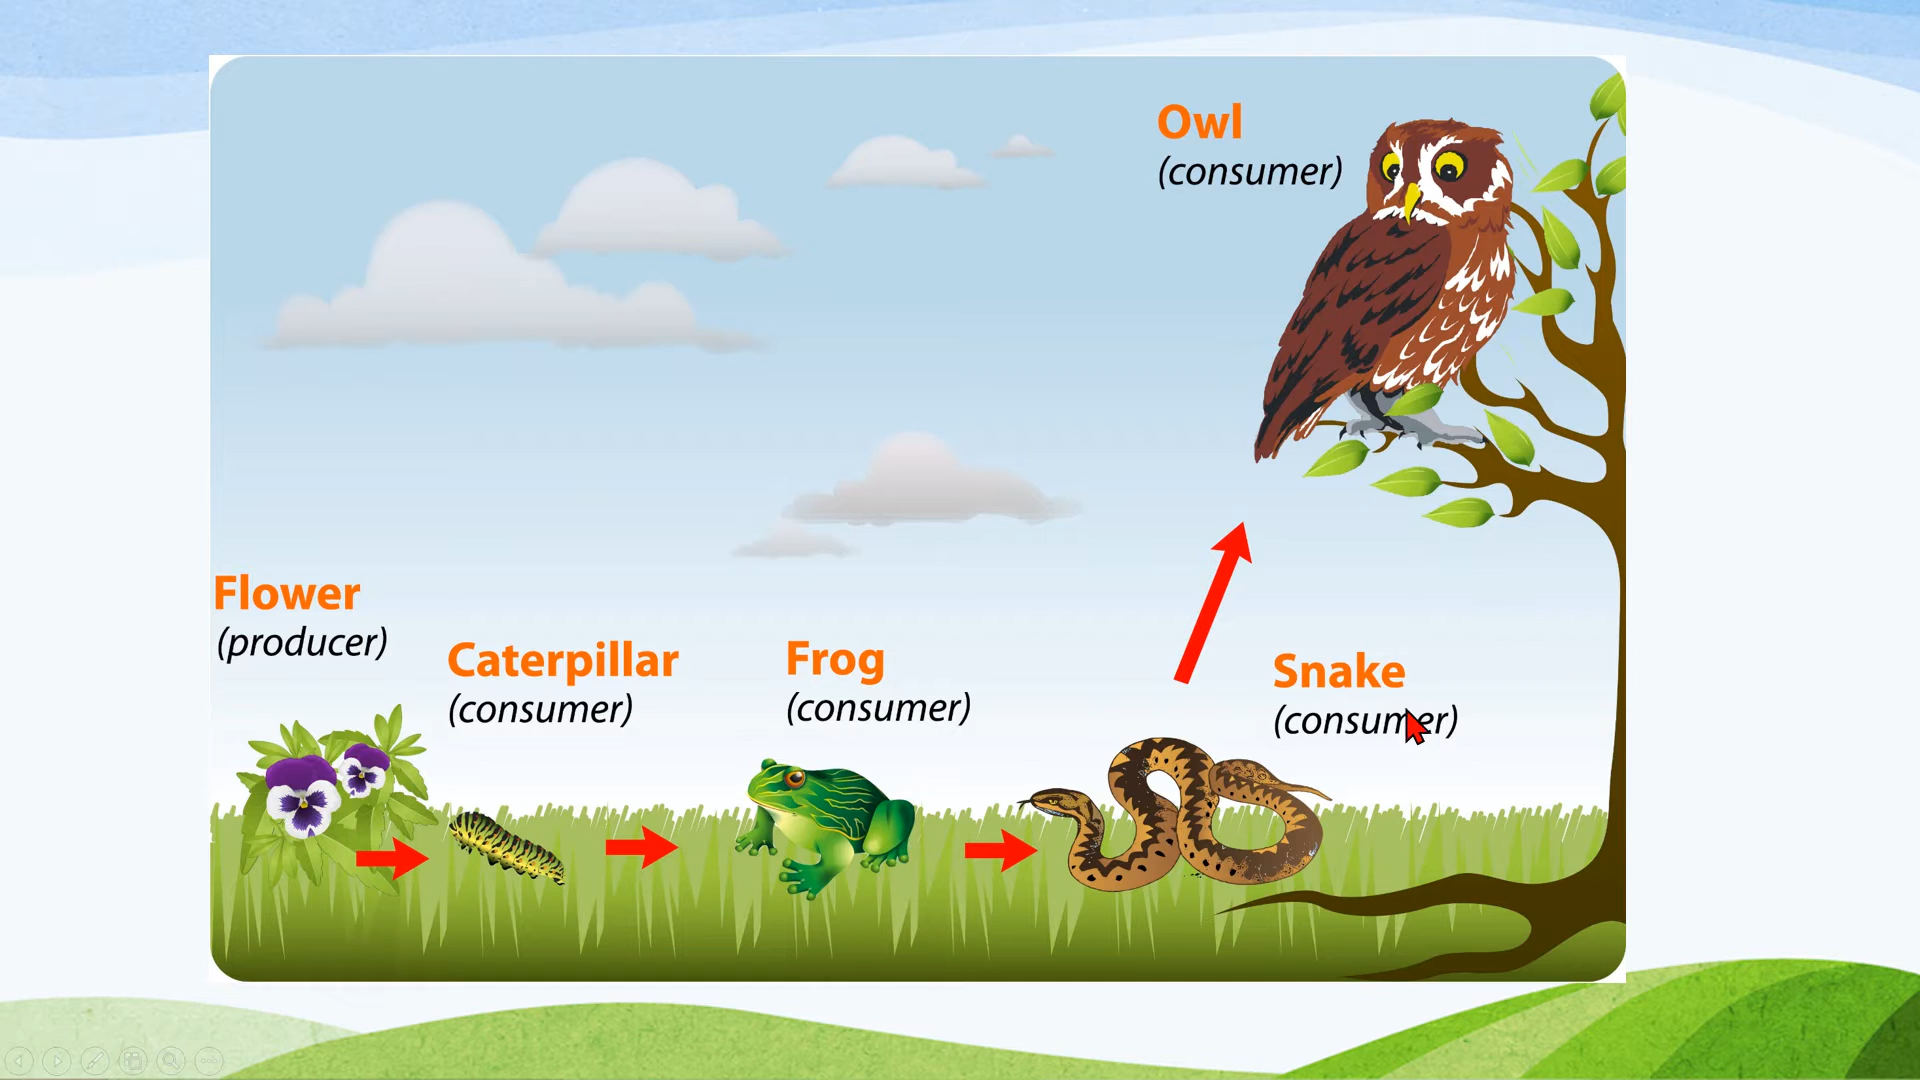 Owl
(consumer)
Flower
(producer)
Caterpillar
(consumer)
Frog
(consumer)
Snake
(consumer)